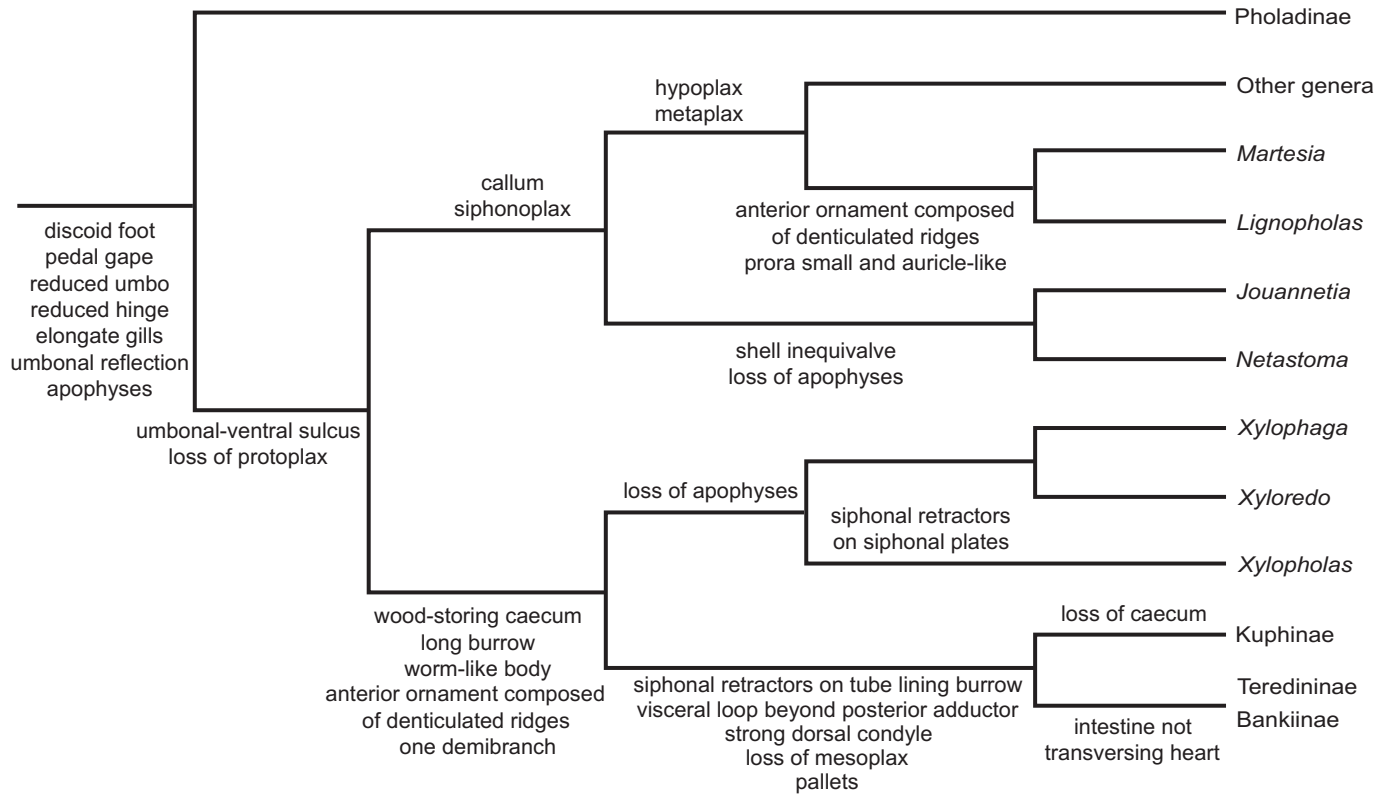 Pholadinae
hypoplax
metaplax
Other genera
Martesia
callum
siphonoplax
anterior ornament composed
of denticulated ridges
prora small and auricle-like
Lignopholas
discoid foot
pedal gape
reduced umbo
reduced hinge
elongate gills
umbonal reflection
apophyses
Jouannetia
shell inequivalve
loss of apophyses
Netastoma
umbonal-ventral sulcus
loss of protoplax
Xylophaga
loss of apophyses
Xyloredo
siphonal retractors
on siphonal plates
Xylopholas
wood-storing caecum
long burrow
worm-like body
anterior ornament composed
of denticulated ridges
one demibranch
loss of caecum
Kuphinae
siphonal retractors on tube lining burrow
visceral loop beyond posterior adductor
strong dorsal condyle
loss of mesoplax
pallets
Teredininae
Bankiinae
intestine not
transversing heart